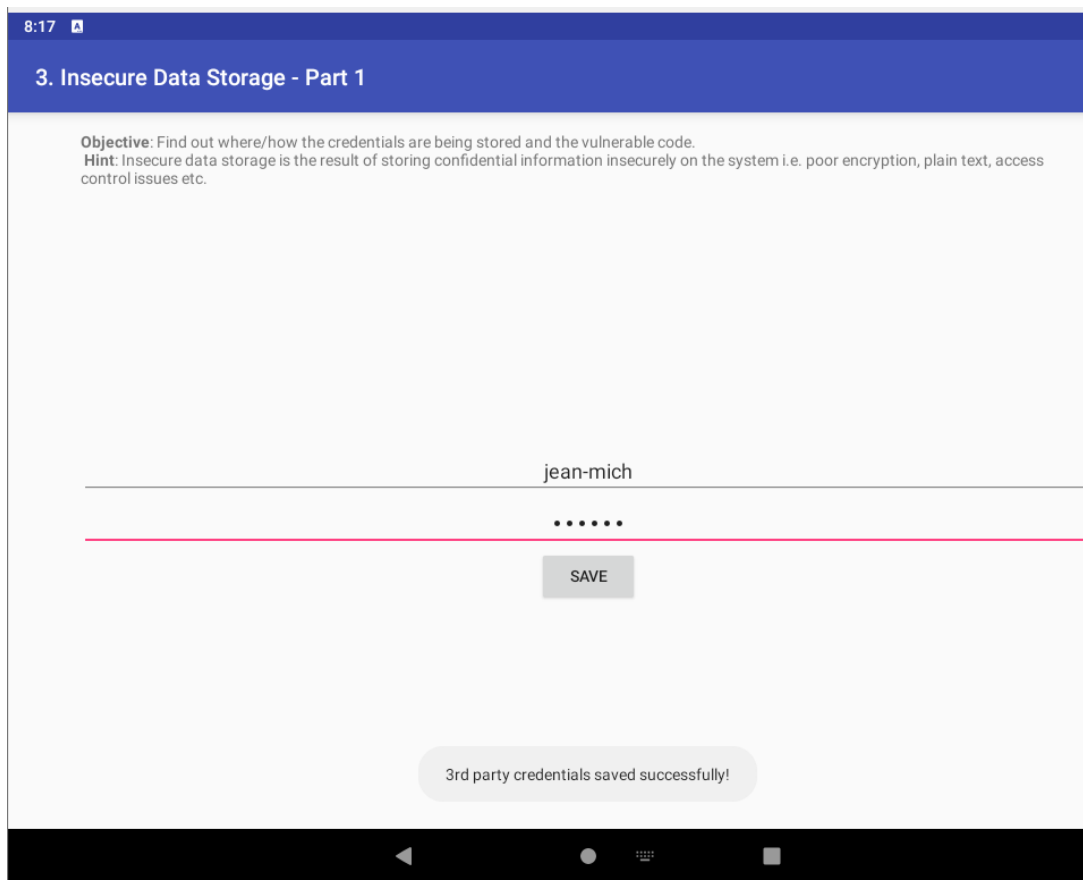 8:17 A
3. Insecure Data Storage - Part 1
Objective: Find out where/how the credentials are being stored and the vulnerable code.
Hint: Insecure data storage is the result of storing confidential information insecurely on the system i.e. poor encryption, plain text, access
control issues etc.
jean-mich
••••••
SAVE
3rd party credentials saved successfully!